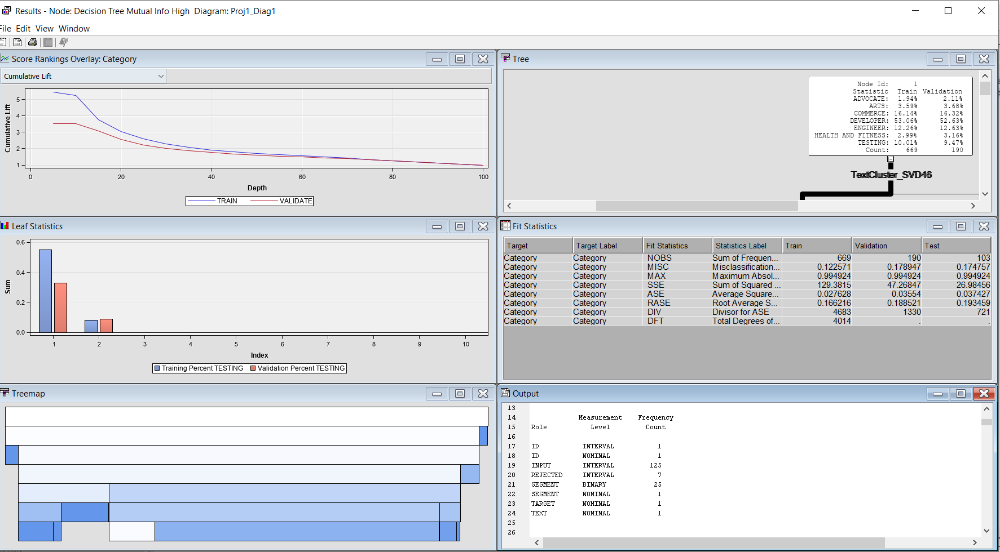 Results - Node: Decision Tree Mutual Info High  Diagram: Proj1_Diag1
File Edit View Window
Score Rankings Overlay: Category
Cumulative Lift
Cumulative Lift
5
4
3
2
1
0 20 40 60 80 100
Depth
TRAIN VALIDATE
Tree
Node Id: 1
Statistic Train Validation
ADVOCATE: 1.94% 2.11%
ARTS: 3.59% 3.68%
COMMERCE: 16.14% 16.32%
DEVELOPER: 53.06% 52.63%
ENGINEER: 12.26% 12.63%
HEALTH AND FITNESS: 2.99% 3.16%
TESTING: 10.01% 9.47%
Count: 669 190
TextCluster_SVD46
Leaf Statistics
Sum
0.6
0.4
0.2
0.0
1 2 3 4 5 6 7 8 9 10
Index
Training Percent TESTING Validation Percent TESTING
Fit Statistics
Target Target Label Fit Statistics Statistics Label Train Validation Test
Category Category NOBS Sum of Frequen... 669 190 103
Category Category MISC Misclassification... 0.122571 0.178947 0.174757
Category Category MAX Maximum Absol... 0.994924 0.994924 0.994924
Category Category SSE Sum of Squared ... 129.3815 47.26847 26.98456
Category Category ASE Average Square... 0.027628 0.03554 0.037427
Category Category RASE Root Average S... 0.166216 0.188521 0.193459
Category Category DIV Divisor for ASE 4683 1330 721
Category Category DFT Total Degrees of... 4014 . .
Treemap
Output
13
14 Measurement Frequency
15 Role Level Count
16
17 ID INTERVAL 1
18 ID NOMINAL 1
19 INPUT INTERVAL 125
20 REJECTED INTERVAL 7
21 SEGMENT BINARY 25
22 SEGMENT NOMINAL 1
23 TARGET NOMINAL 1
24 TEXT NOMINAL 1
25
26